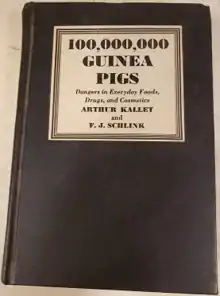 100,000,000
GUINEA
PIGS
Dangers in Everyday Foods,
Drugs, and Cosmetics
ARTHUR KALLET
and
F. J. SCHLINK